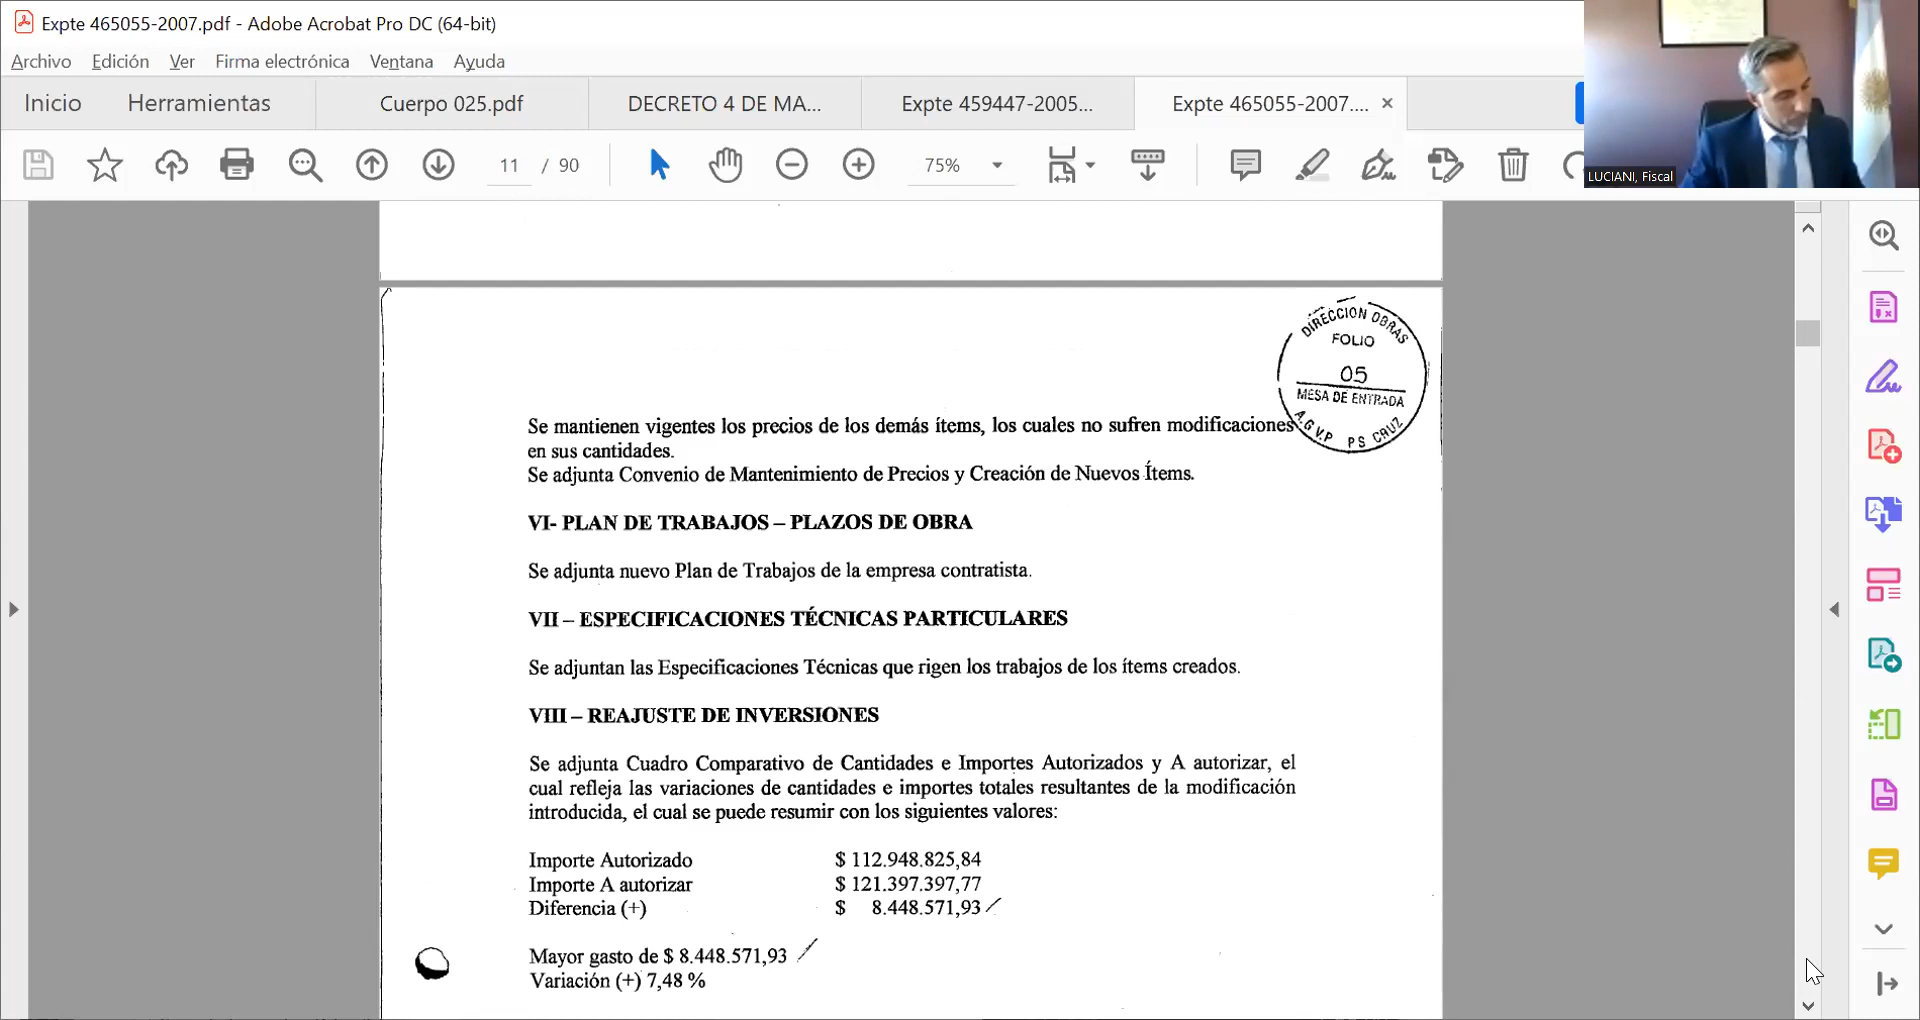 Expte 465055-2007.pdf - Adobe Acrobat Pro DC (64-bit)
Archivo Edición Ver Firma electrónica Ventana Ayuda
Inicio Herramientas Cuerpo 025.pdf DECRETO 4 DE MA... Expte 459447-2005... Expte 465055-2007.... ×
11 / 90 75%
LUCIANI, Fiscal
DIRECCION OBRAS
FOLIO
05
MESA DE ENTRADA
A.G.V.P PS CRUZ
Se mantienen vigentes los precios de los demás ítems, los cuales no sufren modificaciones
en sus cantidades.
Se adjunta Convenio de Mantenimiento de Precios y Creación de Nuevos Ítems.
VI- PLAN DE TRABAJOS – PLAZOS DE OBRA
Se adjunta nuevo Plan de Trabajos de la empresa contratista.
VII – ESPECIFICACIONES TÉCNICAS PARTICULARES
Se adjuntan las Especificaciones Técnicas que rigen los trabajos de los ítems creados.
VIII – REAJUSTE DE INVERSIONES
Se adjunta Cuadro Comparativo de Cantidades e Importes Autorizados y A autorizar, el
cual refleja las variaciones de cantidades e importes totales resultantes de la modificación
introducida, el cual se puede resumir con los siguientes valores:
Importe Autorizado $ 112.948.825,84
Importe A autorizar $ 121.397.397,77
Diferencia (+) $ 8.448.571,93
Mayor gasto de $ 8.448.571,93
Variación (+) 7,48 %